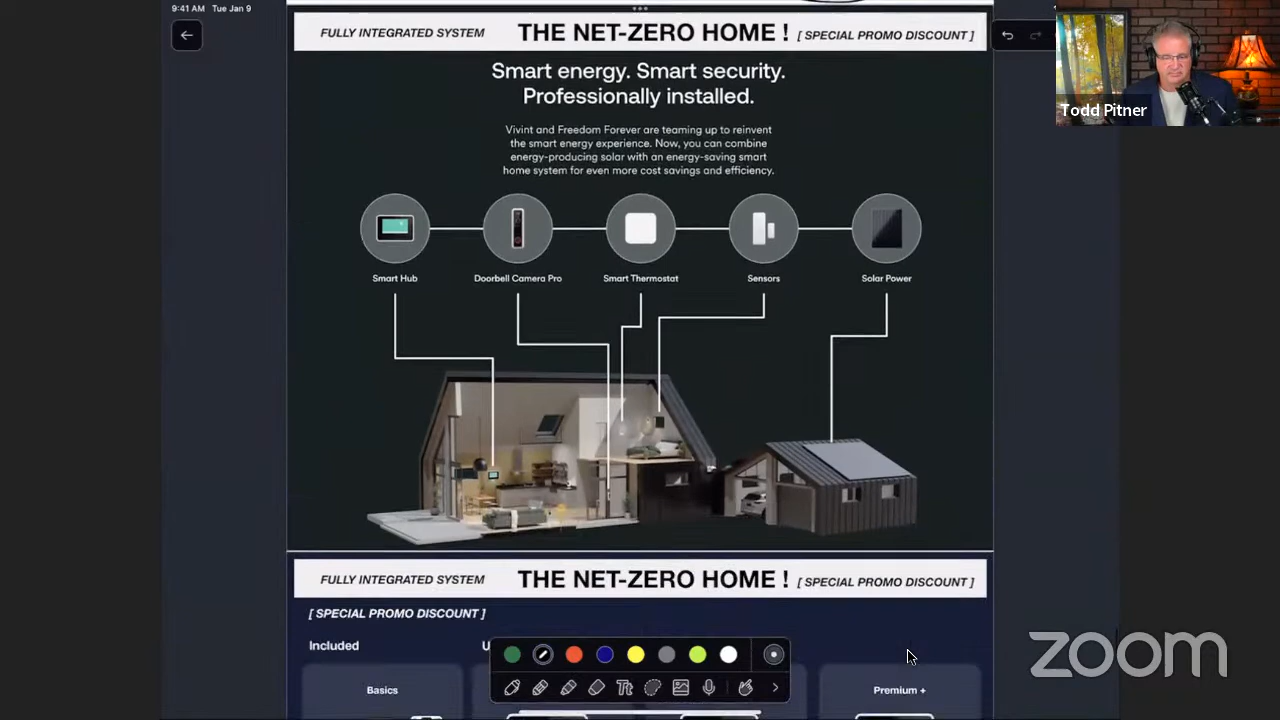 9:41 AM Tue Jan 9
FULLY INTEGRATED SYSTEM THE NET-ZERO HOME ! [ SPECIAL PROMO DISCOUNT ]
Smart energy. Smart security.
Professionally installed.
Vivint and Freedom Forever are teaming up to reinvent
the smart energy experience. Now, you can combine
energy-producing solar with an energy-saving smart
home system for even more cost savings and efficiency.
Smart Hub Doorbell Camera Pro Smart Thermostat Sensors Solar Power
Todd Pitner
FULLY INTEGRATED SYSTEM THE NET-ZERO HOME ! [ SPECIAL PROMO DISCOUNT ]
[ SPECIAL PROMO DISCOUNT ]
Included
Basics Premium +
Tt
zoom